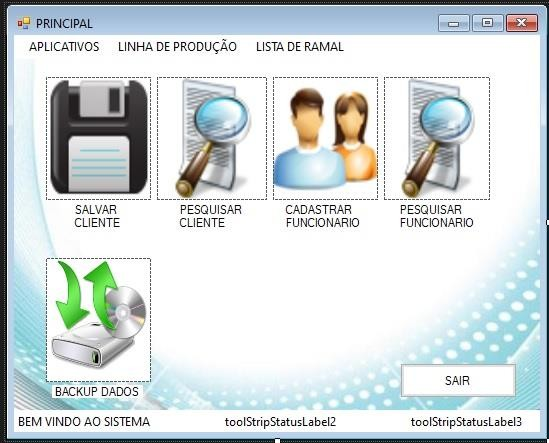 PRINCIPAL
APLICATIVOS LINHA DE PRODUÇÃO LISTA DE RAMAL
SALVAR
CLIENTE
PESQUISAR
CLIENTE
CADASTRAR
FUNCIONARIO
PESQUISAR
FUNCIONARIO
BACKUP DADOS
SAIR
BEM VINDO AO SISTEMA toolStripStatusLabel2 toolStripStatusLabel3